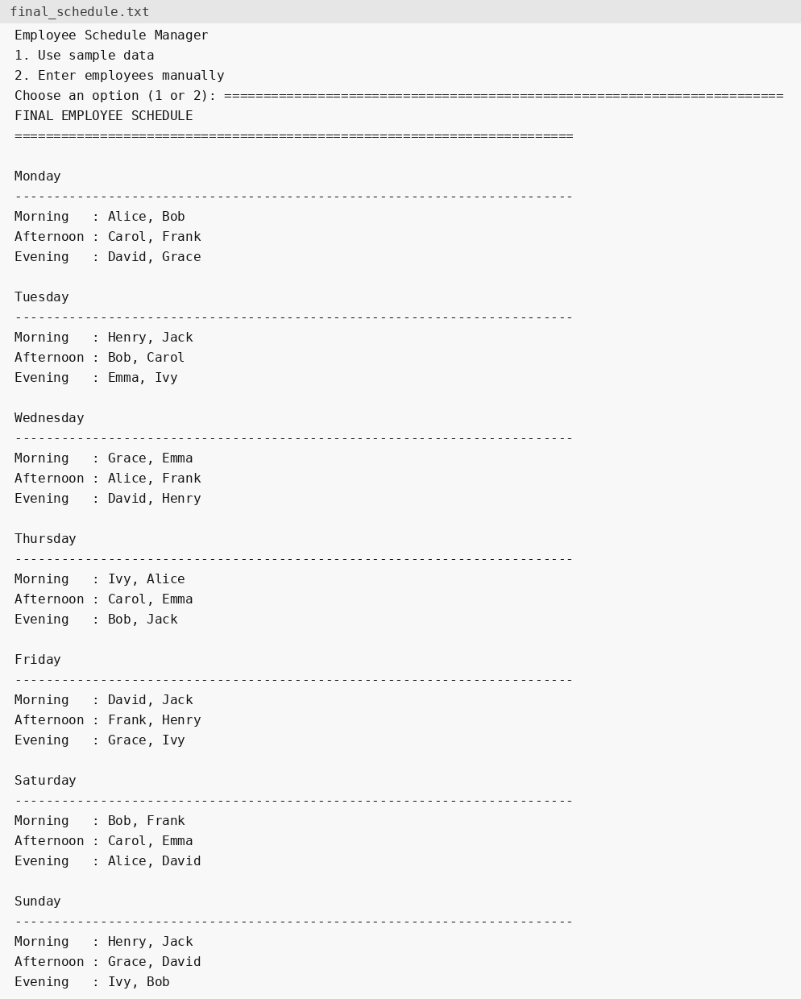 final_schedule.txt
Employee Schedule Manager
1. Use sample data
2. Enter employees manually
Choose an option (1 or 2): ========================================================================
FINAL EMPLOYEE SCHEDULE
========================================================================
Monday
------------------------------------------------------------------------
Morning   : Alice, Bob
Afternoon : Carol, Frank
Evening   : David, Grace
Tuesday
------------------------------------------------------------------------
Morning   : Henry, Jack
Afternoon : Bob, Carol
Evening   : Emma, Ivy
Wednesday
------------------------------------------------------------------------
Morning   : Grace, Emma
Afternoon : Alice, Frank
Evening   : David, Henry
Thursday
------------------------------------------------------------------------
Morning   : Ivy, Alice
Afternoon : Carol, Emma
Evening   : Bob, Jack
Friday
------------------------------------------------------------------------
Morning   : David, Jack
Afternoon : Frank, Henry
Evening   : Grace, Ivy
Saturday
------------------------------------------------------------------------
Morning   : Bob, Frank
Afternoon : Carol, Emma
Evening   : Alice, David
Sunday
------------------------------------------------------------------------
Morning   : Henry, Jack
Afternoon : Grace, David
Evening   : Ivy, Bob